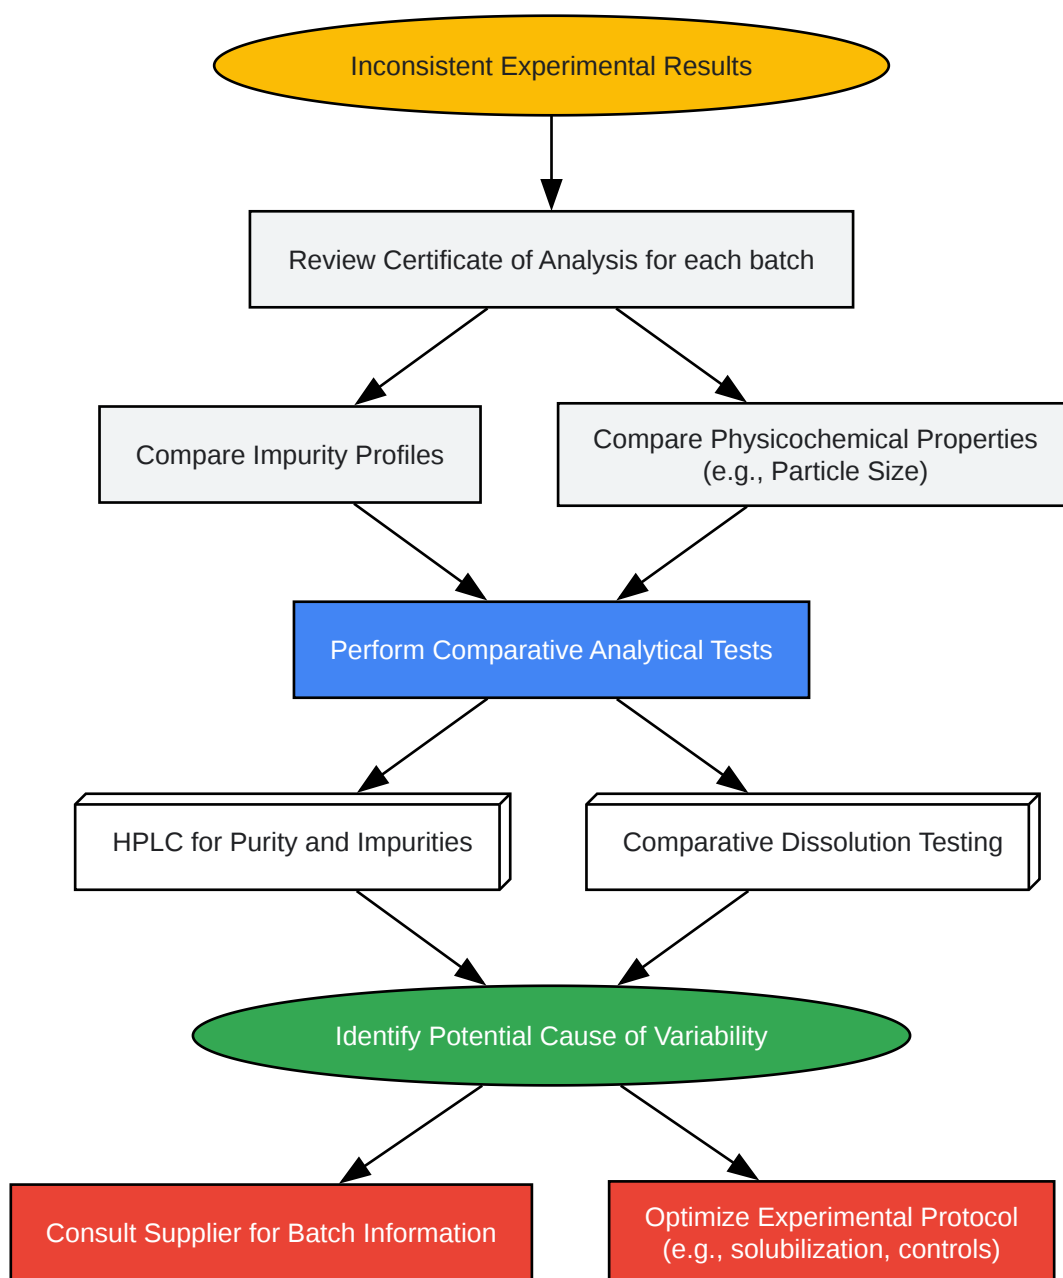 Inconsistent Experimental Results
Review Certificate of Analysis for each batch
Compare Impurity Profiles
Compare Physicochemical Properties
(e.g., Particle Size)
Perform Comparative Analytical Tests
HPLC for Purity and Impurities
Comparative Dissolution Testing
Identify Potential Cause of Variability
Consult Supplier for Batch Information
Optimize Experimental Protocol
(e.g., solubilization, controls)